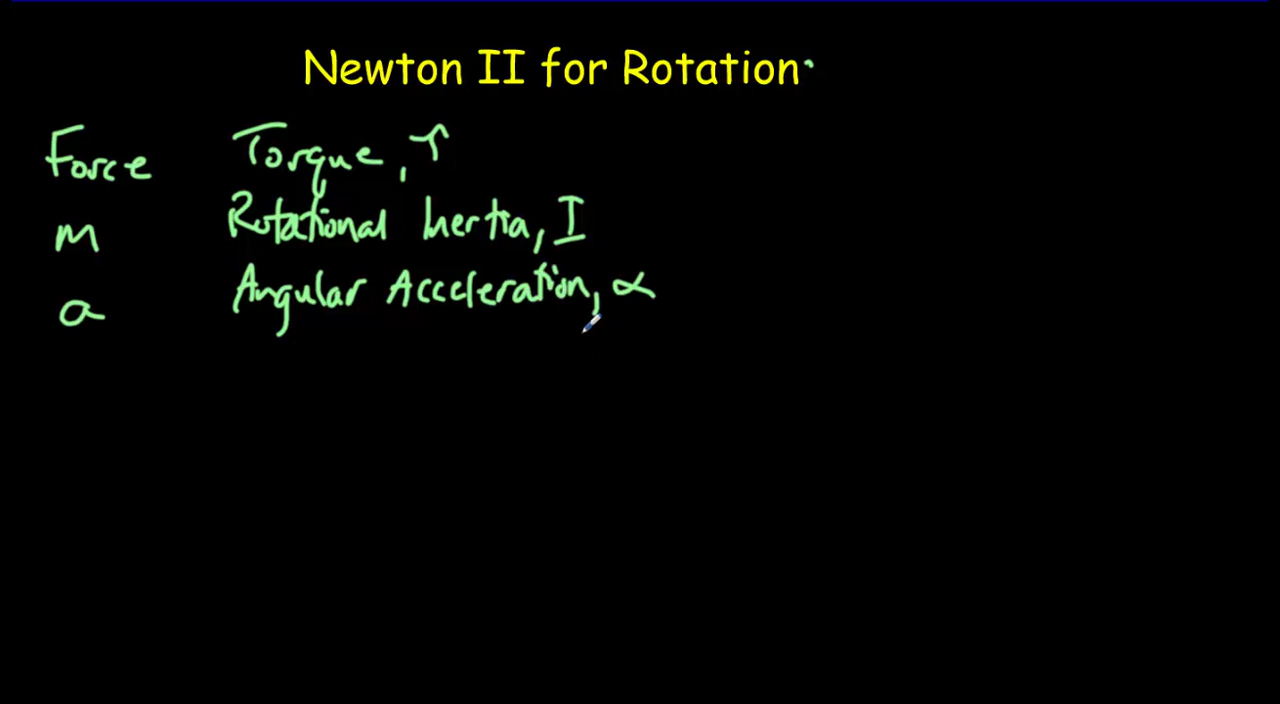 Newton II for Rotation
Force Torque, τ
m Rotational Inertia, I
a Angular Acceleration, α